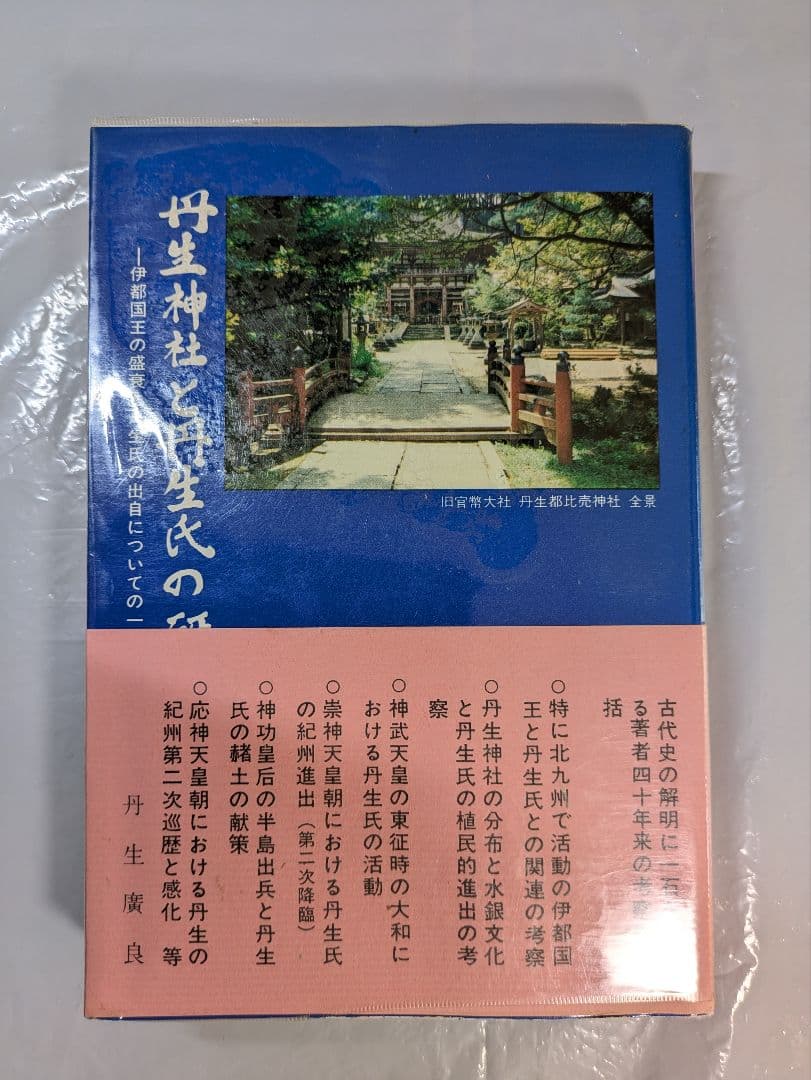 丹生神社と丹生氏の研
―伊都国王の盛衰 生氏の出自についての一
旧官幣大社 丹生都比売神社 全景
古代史の解明に一石
る著者四十年来の考察
括
○特に北九州で活動の伊都国
王と丹生氏との関連の考察
○丹生神社の分布と水銀文化
と丹生氏の植民的進出の考
察
○神武天皇の東征時の大和に
おける丹生氏の活動
○崇神天皇朝における丹生氏
の紀州進出(第二次降臨)
○神功皇后の半島出兵と丹生
氏の赭土の献策
○応神天皇朝における丹生の
紀州第二次巡歴と感化 等
丹生廣良